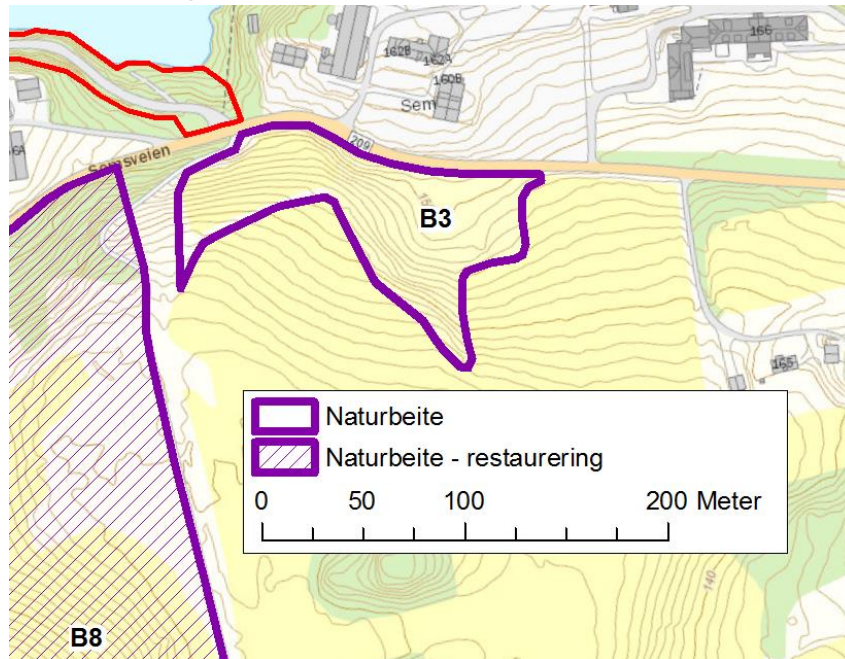 166
162B
162A
160B
Sem
209
Semsveien
B3
165
Naturbeite
Naturbeite - restaurering
0 50 100 200 Meter
140
B8